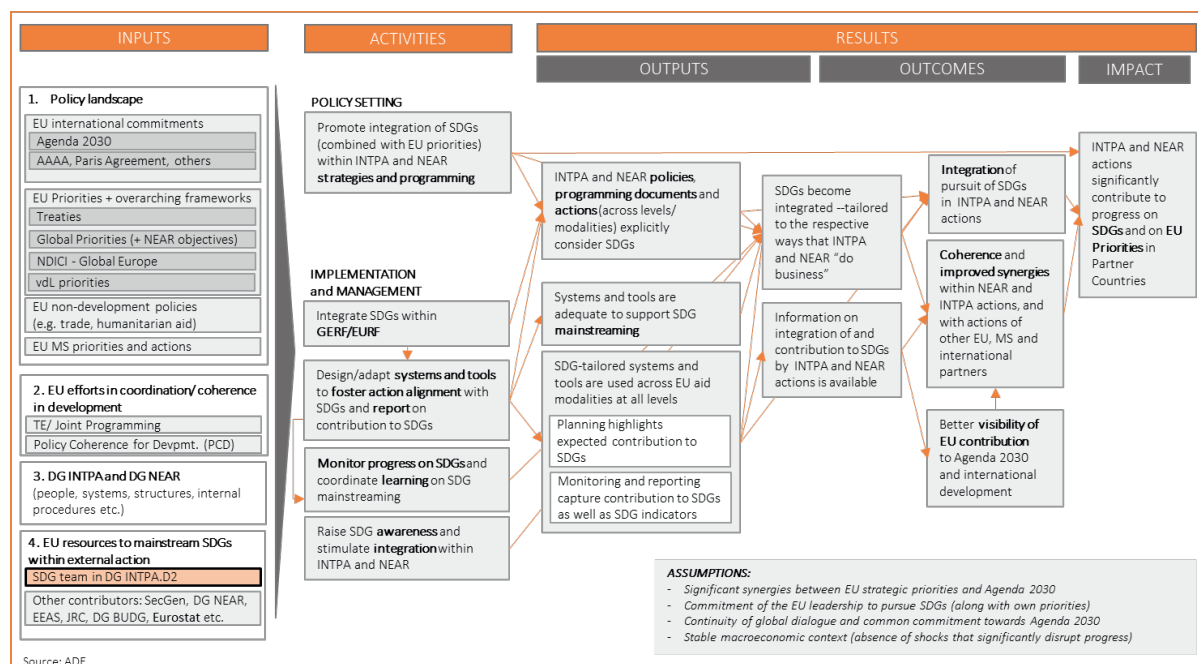 INPUTS
ACTIVITIES
RESULTS
OUTPUTS
OUTCOMES
IMPACT
1. Policy landscape
EU international commitments
Agenda 2030
AAAA, Paris Agreement, others
EU Priorities + overarching frameworks
Treaties
Global Priorities (+ NEAR objectives)
NDICI - Global Europe
vdL priorities
EU non-development policies
(e.g. trade, humanitarian aid)
EU MS priorities and actions
2. EU efforts in coordination/ coherence
in development
TE/ Joint Programming
Policy Coherence for Devpmt. (PCD)
3. DG INTPA and DG NEAR
(people, systems, structures, internal
procedures etc.)
4. EU resources to mainstream SDGs
within external action
SDG team in DG INTPA.D2
Other contributors: SecGen, DG NEAR,
EEAS, JRC, DG BUDG, Eurostat etc.
Source: ADE
POLICY SETTING
Promote integration of SDGs
(combined with EU priorities)
within INTPA and NEAR
strategies and programming
IMPLEMENTATION
and MANAGEMENT
Integrate SDGs within
GERF/EURF
Design/adapt systems and tools
to foster action alignment with
SDGs and report on
contribution to SDGs
Monitor progress on SDGs and
coordinate learning on SDG
mainstreaming
Raise SDG awareness and
stimulate integration within
INTPA and NEAR
INTPA and NEAR policies,
programming documents and
actions (across levels/
modalities) explicitly
consider SDGs
Systems and tools are
adequate to support SDG
mainstreaming
SDG-tailored systems and
tools are used across EU aid
modalities at all levels
Planning highlights
expected contribution to
SDGs
Monitoring and reporting
capture contribution to SDGs
as well as SDG indicators
SDGs become
integrated --tailored
to the respective
ways that INTPA
and NEAR “do
business”
Information on
integration of and
contribution to SDGs
by INTPA and NEAR
actions is available
Integration of
pursuit of SDGs
in INTPA and NEAR
actions
Coherence and
improved synergies
within NEAR and
INTPA actions, and
with actions of
other EU, MS and
international
partners
Better visibility of
EU contribution
to Agenda 2030
and international
development
INTPA and NEAR
actions
significantly
contribute to
progress on
SDGs and on EU
Priorities in
Partner
Countries
ASSUMPTIONS:
- Significant synergies between EU strategic priorities and Agenda 2030
- Commitment of the EU leadership to pursue SDGs (along with own priorities)
- Continuity of global dialogue and common commitment towards Agenda 2030
- Stable macroeconomic context (absence of shocks that significantly disrupt progress)